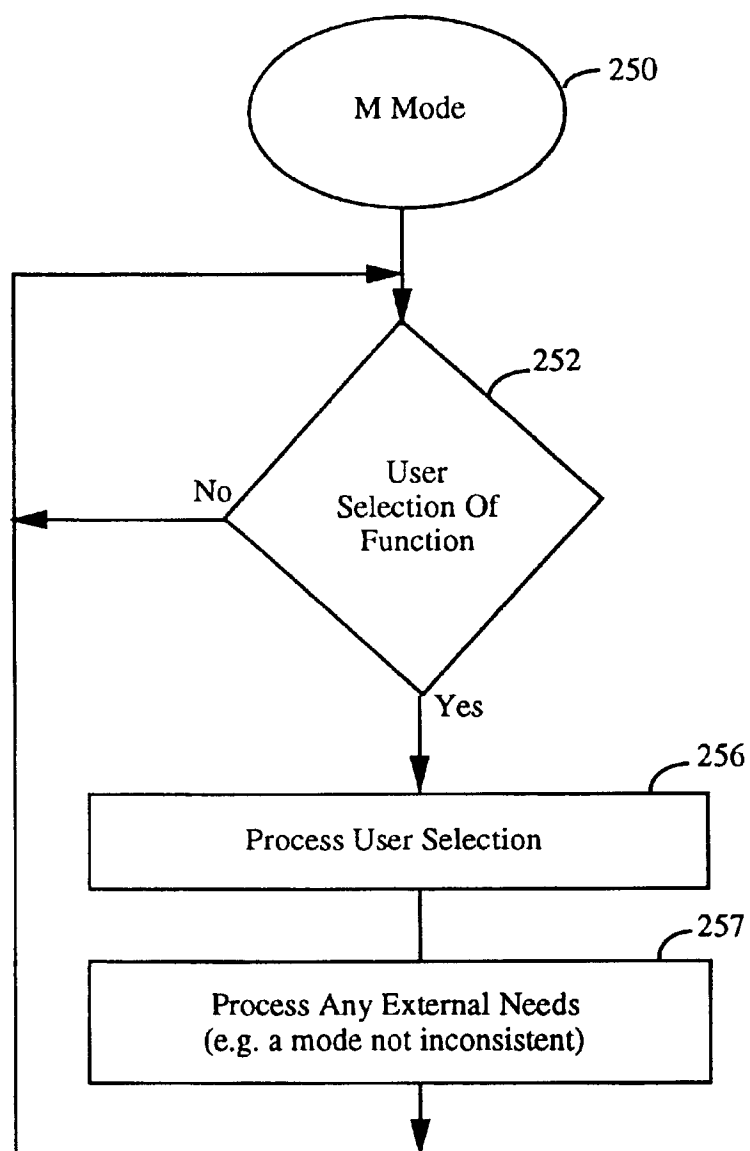 250
M Mode
252
User
Selection Of
Function
No
Yes
256
Process User Selection
257
Process Any External Needs
(e.g. a mode not inconsistent)